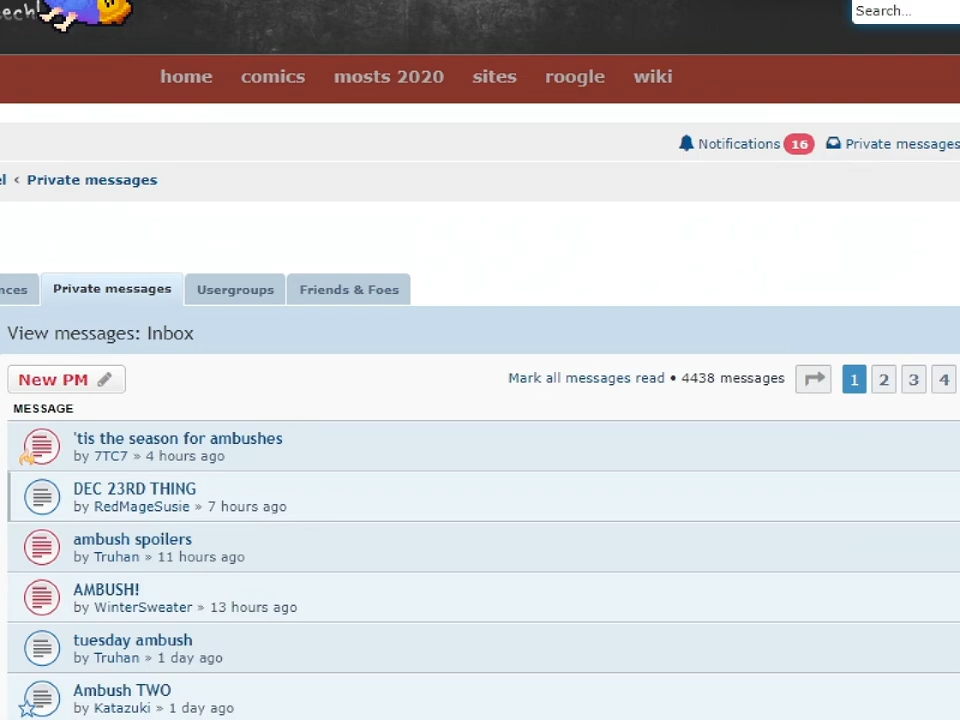 ech!
Search...
home comics mosts 2020 sites roogle wiki
Notifications 16 Private messages
el ‹ Private messages
nces Private messages Usergroups Friends & Foes
View messages: Inbox
New PM Mark all messages read • 4438 messages 1 2 3 4
MESSAGE
'tis the season for ambushes
by 7TC7 » 4 hours ago
DEC 23RD THING
by RedMageSusie » 7 hours ago
ambush spoilers
by Truhan » 11 hours ago
AMBUSH!
by WinterSweater » 13 hours ago
tuesday ambush
by Truhan » 1 day ago
Ambush TWO
by Katazuki » 1 day ago